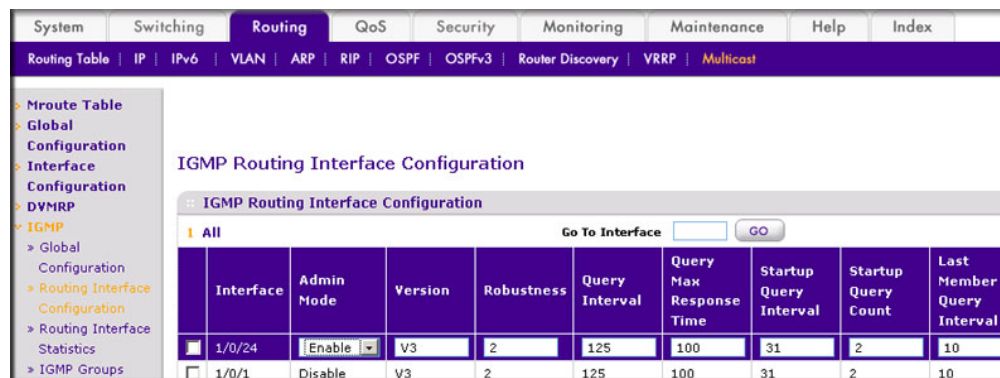 System Switching Routing QoS Security Monitoring Maintenance Help Index
Routing Table | IP | IPv6 | VLAN | ARP | RIP | OSPF | OSPFv3 | Router Discovery | VRRP | Multicast
Mroute Table
Global
Configuration
Interface
Configuration
DVMRP
IGMP
» Global
Configuration
» Routing Interface
Configuration
» Routing Interface
Statistics
» IGMP Groups
IGMP Routing Interface Configuration
IGMP Routing Interface Configuration
1 All Go To Interface GO
Interface Admin Mode Version Robustness Query Interval Query Max Response Time Startup Query Interval Startup Query Count Last Member Query Interval
1/0/24 Enable V3 2 125 100 31 2 10
1/0/1 Disable V3 2 125 100 31 2 10